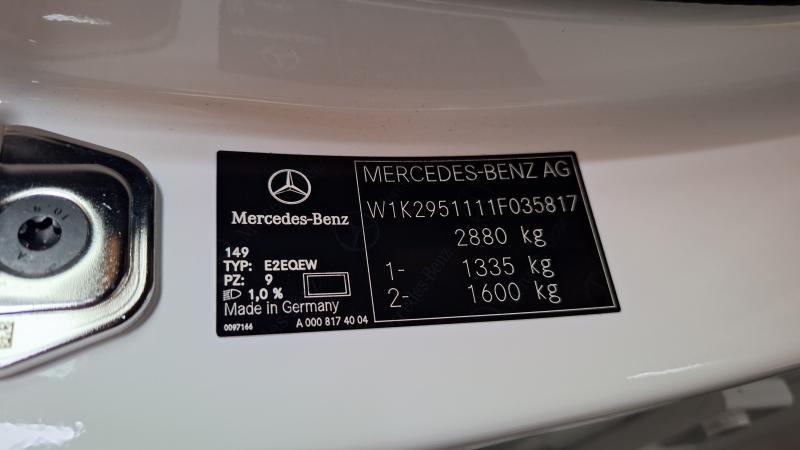 Mercedes-Benz
149
TYP: E2EQEW
PZ: 9
1,0 %
Made in Germany
0097166 A 000 817 40 04
MERCEDES-BENZ AG
W1K2951111F035817
2880 kg
1- 1335 kg
2- 1600 kg